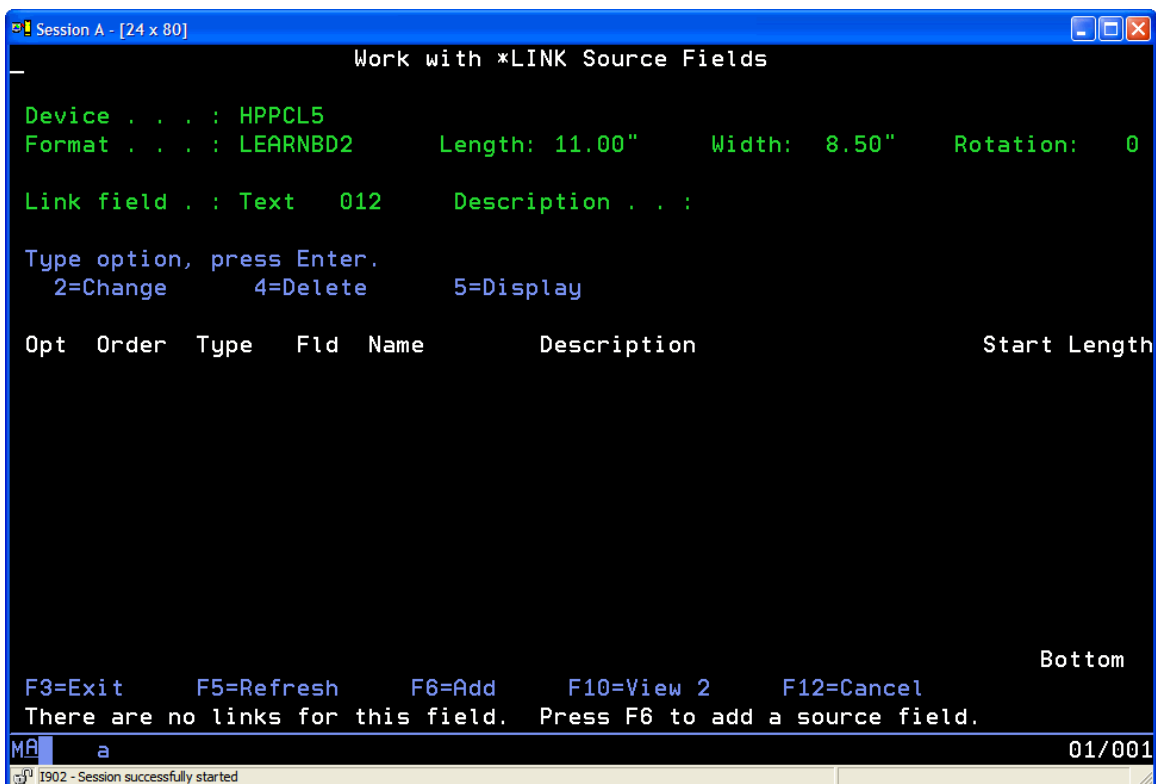 Session A - [24 x 80]
Work with *LINK Source Fields
Device . . . : HPPCL5
Format . . . : LEARNBD2 Length: 11.00" Width: 8.50" Rotation: 0
Link field . : Text 012 Description . . :
Type option, press Enter.
2=Change 4=Delete 5=Display
Opt Order Type Fld Name Description Start Length
Bottom
F3=Exit F5=Refresh F6=Add F10=View 2 F12=Cancel
There are no links for this field. Press F6 to add a source field.
MA a 01/001
I902 - Session successfully started